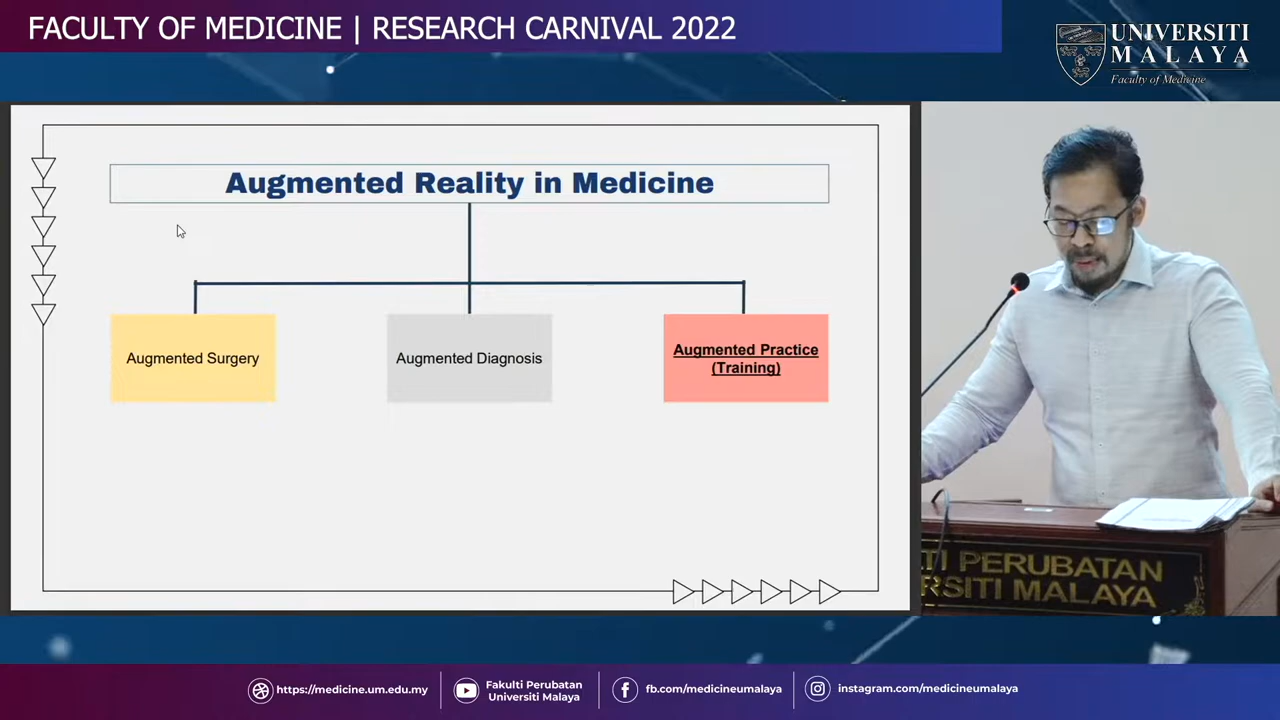 FACULTY OF MEDICINE | RESEARCH CARNIVAL 2022
UNIVERSITI
MALAYA
Faculty of Medicine
Augmented Reality in Medicine
Augmented Surgery
Augmented Diagnosis
Augmented Practice
(Training)
TI PERUBATAN
RSITI MALAYA
https://medicine.um.edu.my
Fakulti Perubatan
Universiti Malaya
fb.com/medicineumalaya
instagram.com/medicineumalaya